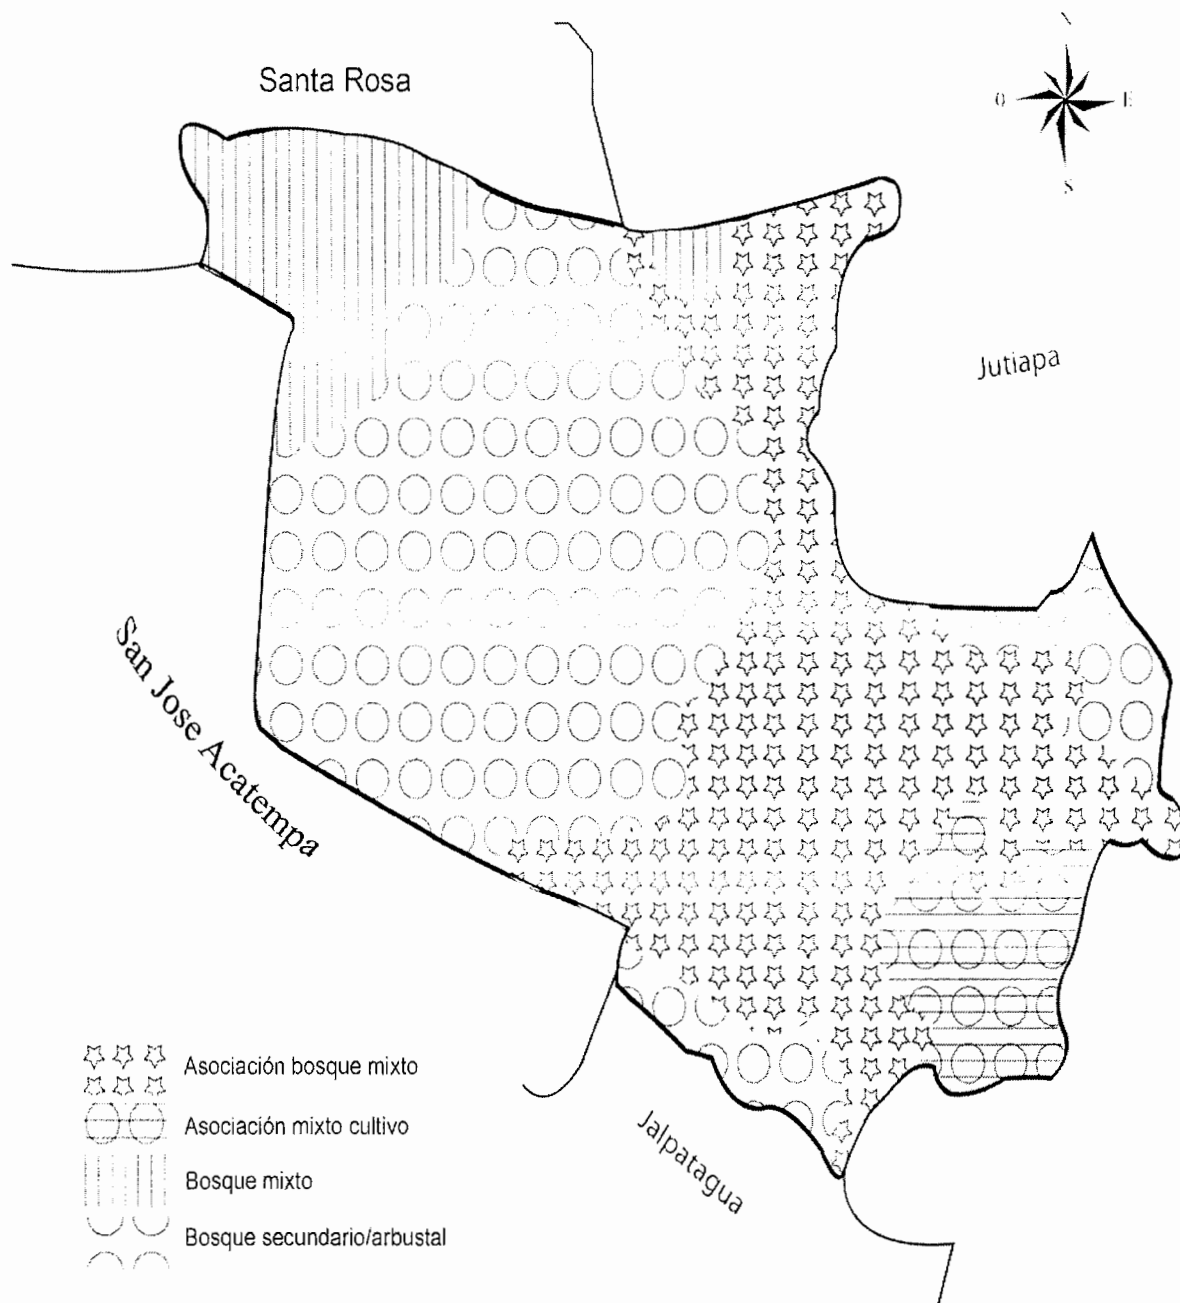 Santa Rosa
N
O
E
S
Jutiapa
San Jose Acatempa
Asociación bosque mixto
Asociación mixto cultivo
Bosque mixto
Bosque secundario/arbustal
Jalpatagua